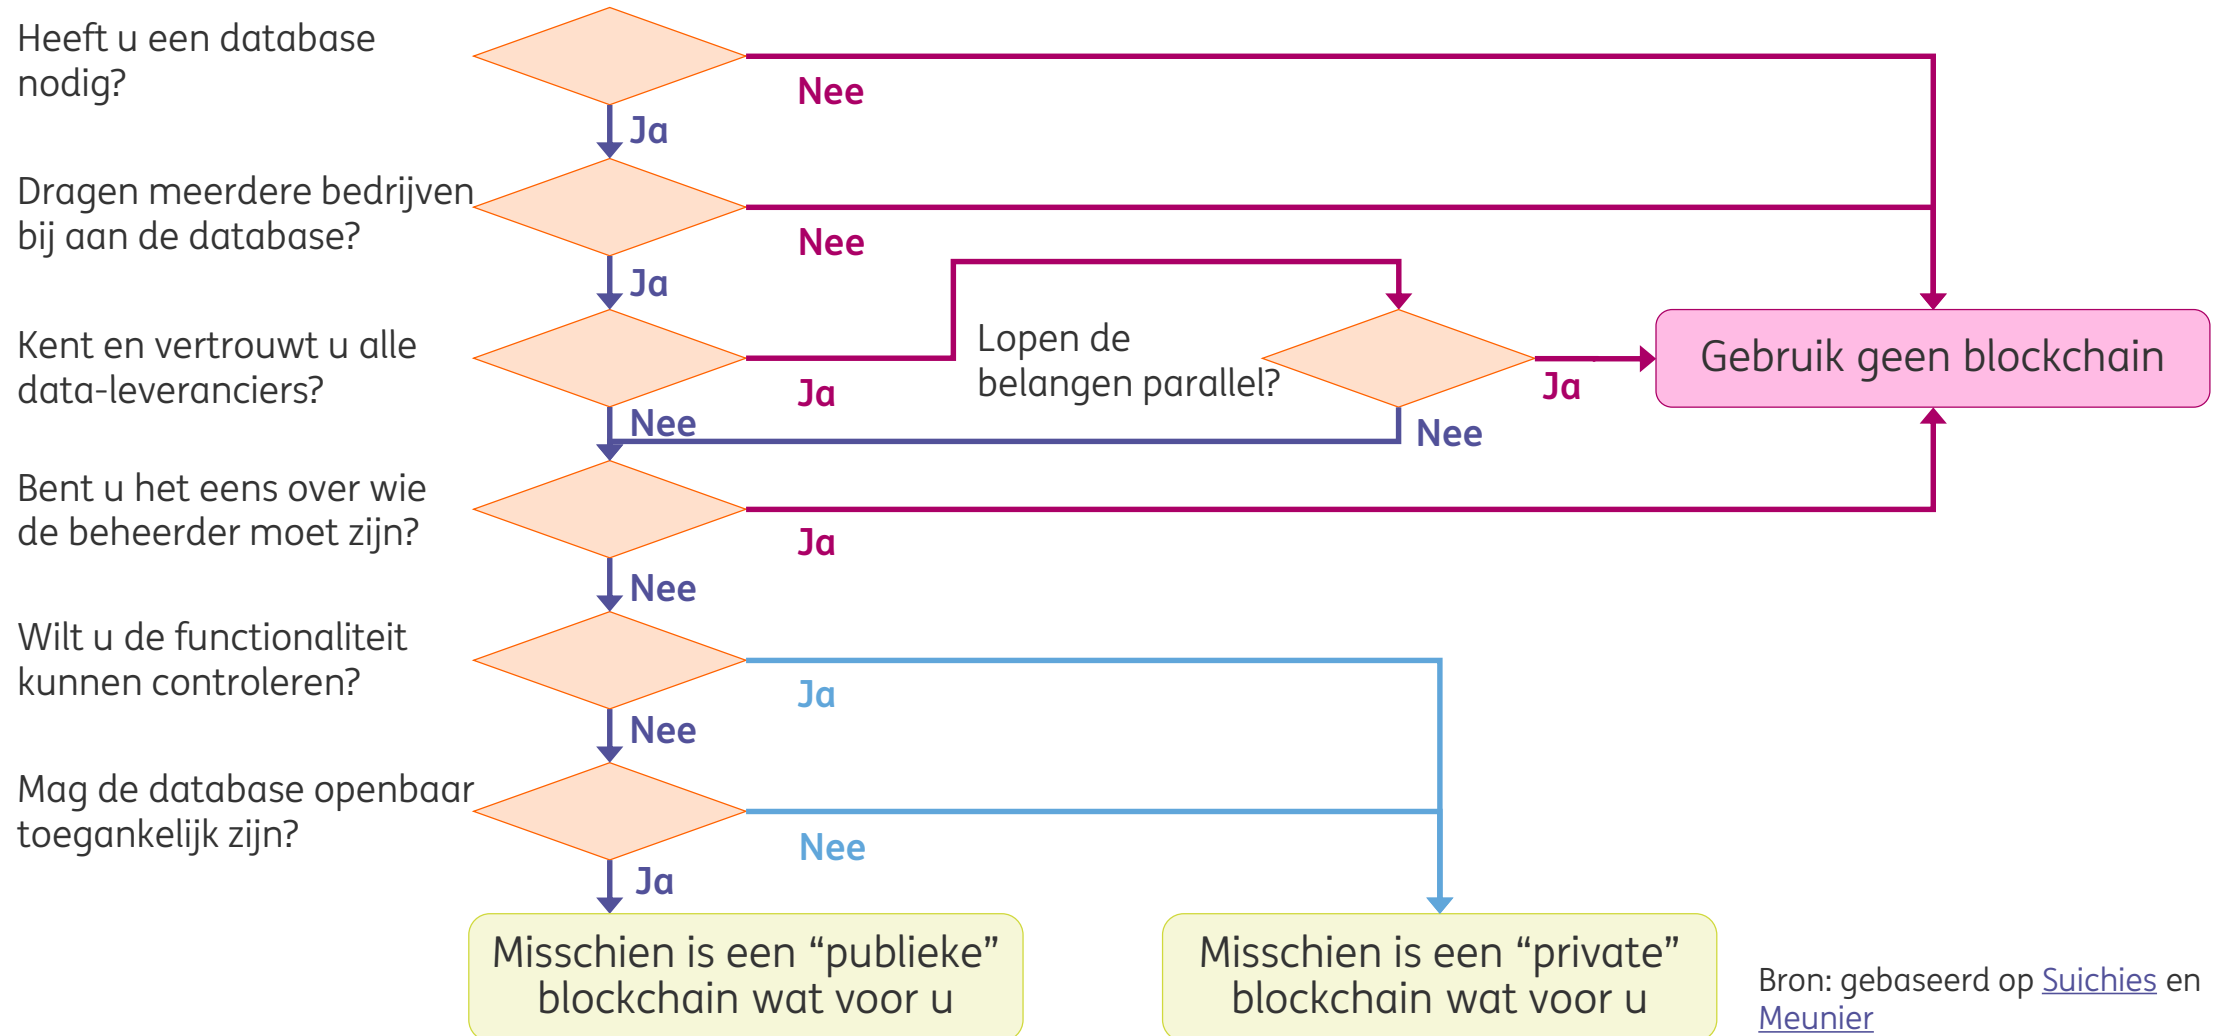 Heeft u een database
nodig?
Nee
Ja
Dragen meerdere bedrijven
bij aan de database?
Nee
Ja
Kent en vertrouwt u alle
data-leveranciers?
Ja
Nee
Lopen de
belangen parallel?
Ja
Nee
Gebruik geen blockchain
Bent u het eens over wie
de beheerder moet zijn?
Ja
Nee
Wilt u de functionaliteit
kunnen controleren?
Ja
Nee
Mag de database openbaar
toegankelijk zijn?
Nee
Ja
Misschien is een “publieke”
blockchain wat voor u
Misschien is een “private”
blockchain wat voor u
Bron: gebaseerd op Suichies en
Meunier